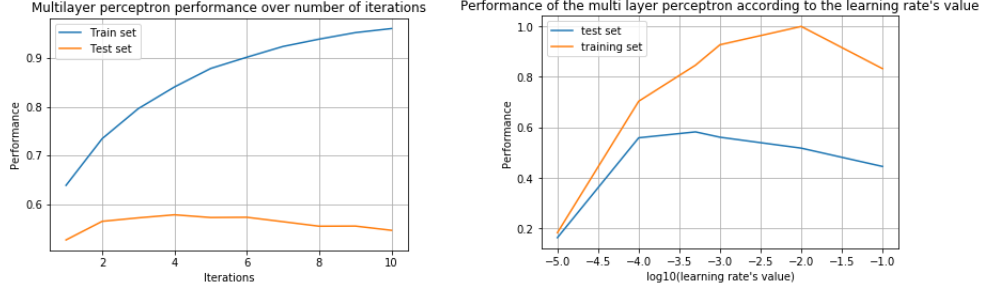 Multilayer perceptron performance over number of iterations
Train set
Test set
0.9
0.8
0.7
0.6
Performance
2
4
6
8
10
Iterations
Performance of the multi layer perceptron according to the learning rate's value
test set
training set
1.0
0.8
0.6
0.4
0.2
Performance
−5.0
−4.5
−4.0
−3.5
−3.0
−2.5
−2.0
−1.5
−1.0
log10(learning rate's value)